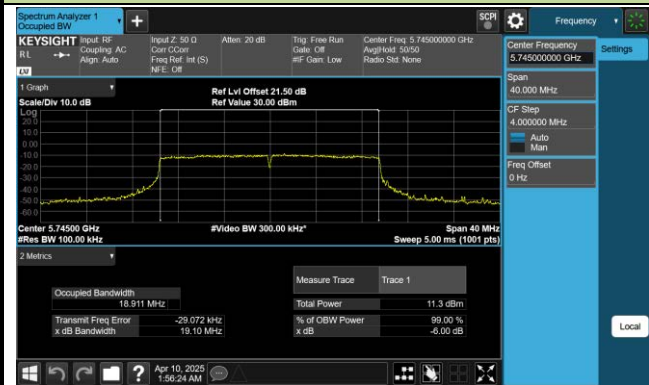 Spectrum Analyzer 1
Occupied BW
SCPI
Frequency
KEYSIGHT
RL
Input: RF
Coupling: AC
Align: Auto
Input Z: 50 Ω
Corr CCorr
Freq Ref: Int (S)
NFE: Off
Atten: 20 dB
Trig: Free Run
Gate: Off
#IF Gain: Low
Center Freq: 5.745000000 GHz
Avg|Hold: 50/50
Radio Std: None
Center Frequency
5.745000000 GHz
Settings
Span
40.000 MHz
CF Step
4.000000 MHz
Auto
Man
Freq Offset
0 Hz
Local
1 Graph
Scale/Div 10.0 dB
Ref Lvl Offset 21.50 dB
Ref Value 30.00 dBm
Log
20.0
10.0
0.00
-10.0
-20.0
-30.0
-40.0
-50.0
-60.0
Center 5.74500 GHz
#Res BW 100.00 kHz
#Video BW 300.00 kHz*
Span 40 MHz
Sweep 5.00 ms (1001 pts)
2 Metrics
Measure Trace
Trace 1
Occupied Bandwidth
18.911 MHz
Total Power
11.3 dBm
Transmit Freq Error
-29.072 kHz
% of OBW Power
99.00 %
x dB Bandwidth
19.10 MHz
x dB
-6.00 dB
Apr 10, 2025
1:56:24 AM